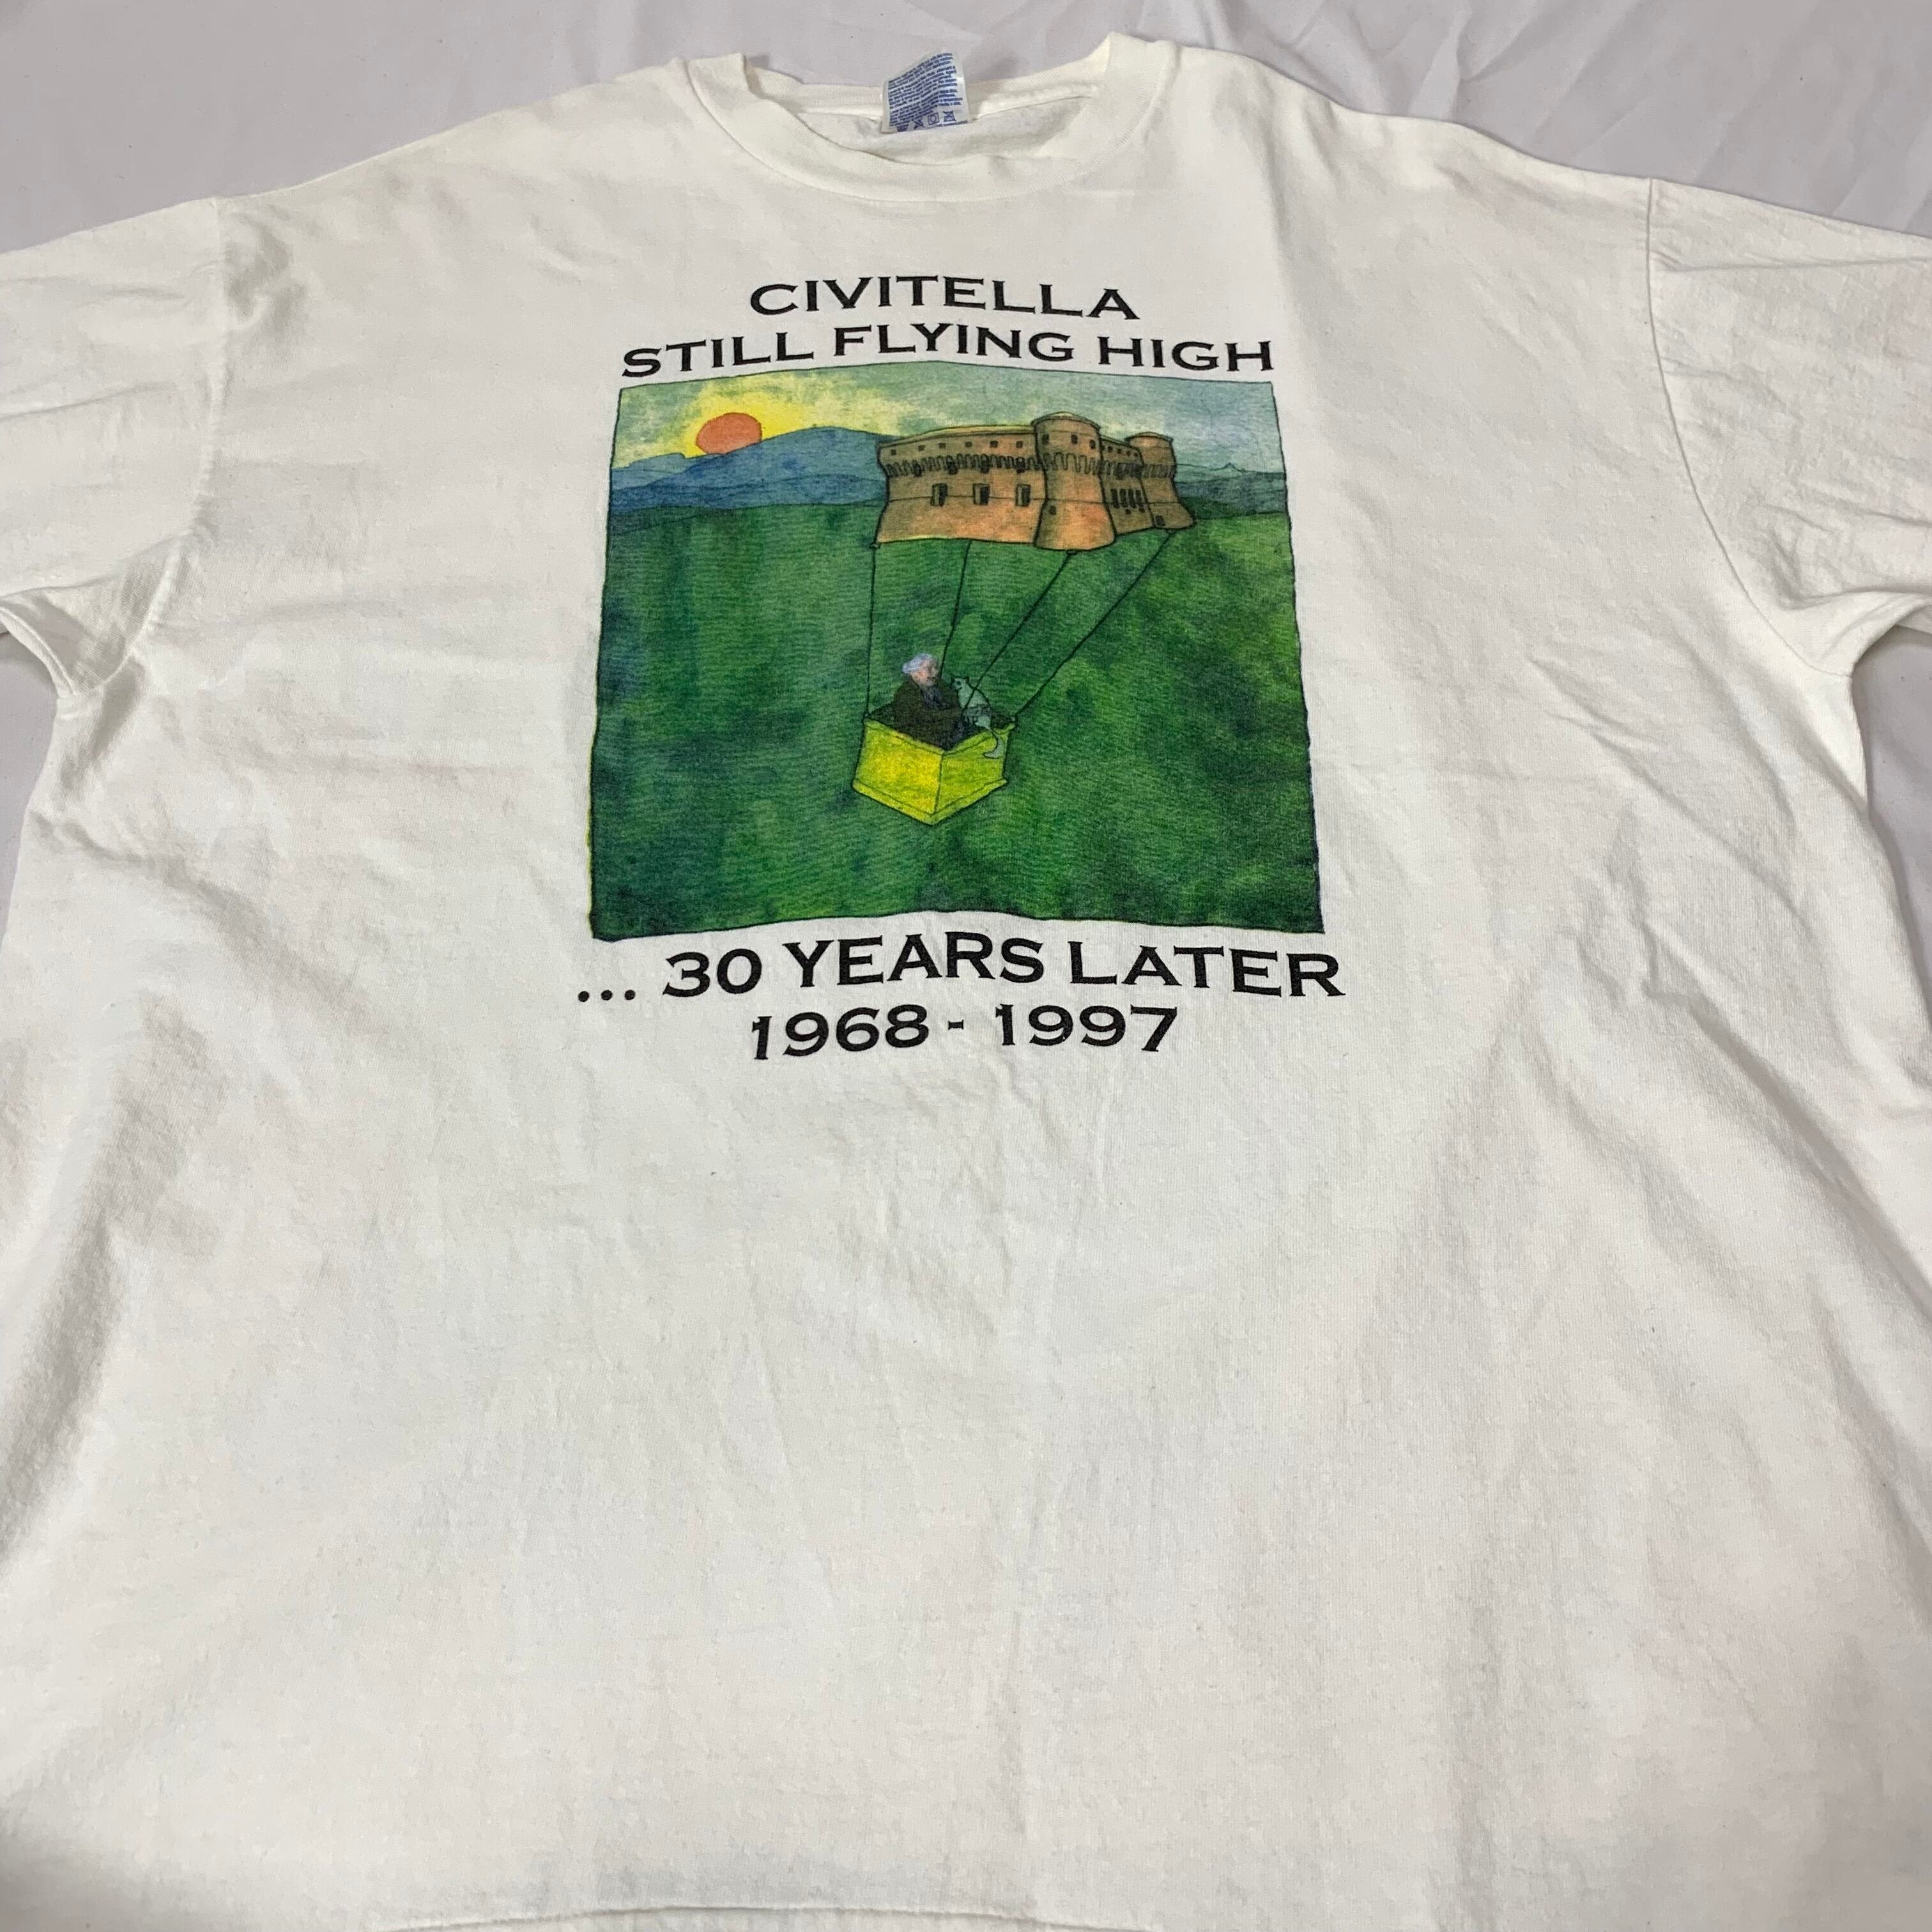 CIVITELLA
STILL FLYING HIGH
... 30 YEARS LATER
1968 - 1997